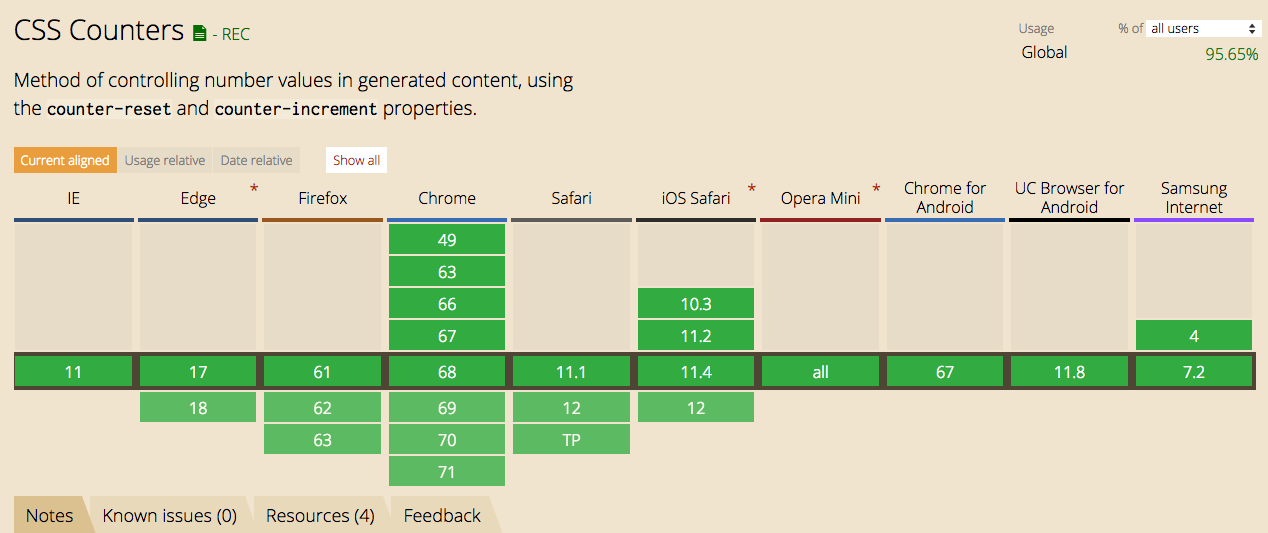 CSS Counters - REC
Usage % of all users
Global 95.65%
Method of controlling number values in generated content, using
the counter-reset and counter-increment properties.
Current aligned Usage relative Date relative Show all
IE Edge * Firefox Chrome Safari iOS Safari * Opera Mini * Chrome for Android UC Browser for Android Samsung Internet
49
63
66 10.3
67 11.2 4
11 17 61 68 11.1 11.4 all 67 11.8 7.2
18 62 69 12 12
63 70 TP
71
Notes Known issues (0) Resources (4) Feedback